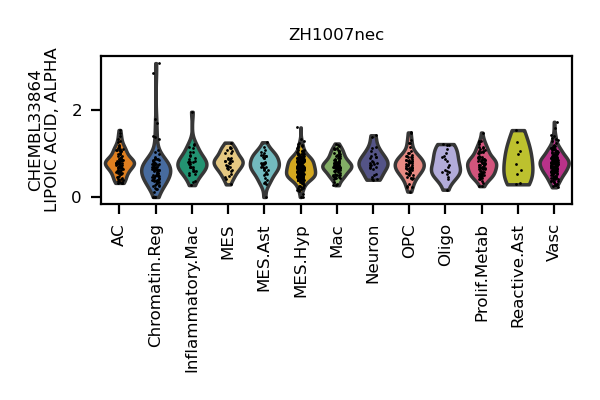 ZH1007nec
CHEMBL33864
LIPOIC ACID, ALPHA
2
0
AC
Chromatin.Reg
Inflammatory.Mac
MES
MES.Ast
MES.Hyp
Mac
Neuron
OPC
Oligo
Prolif.Metab
Reactive.Ast
Vasc